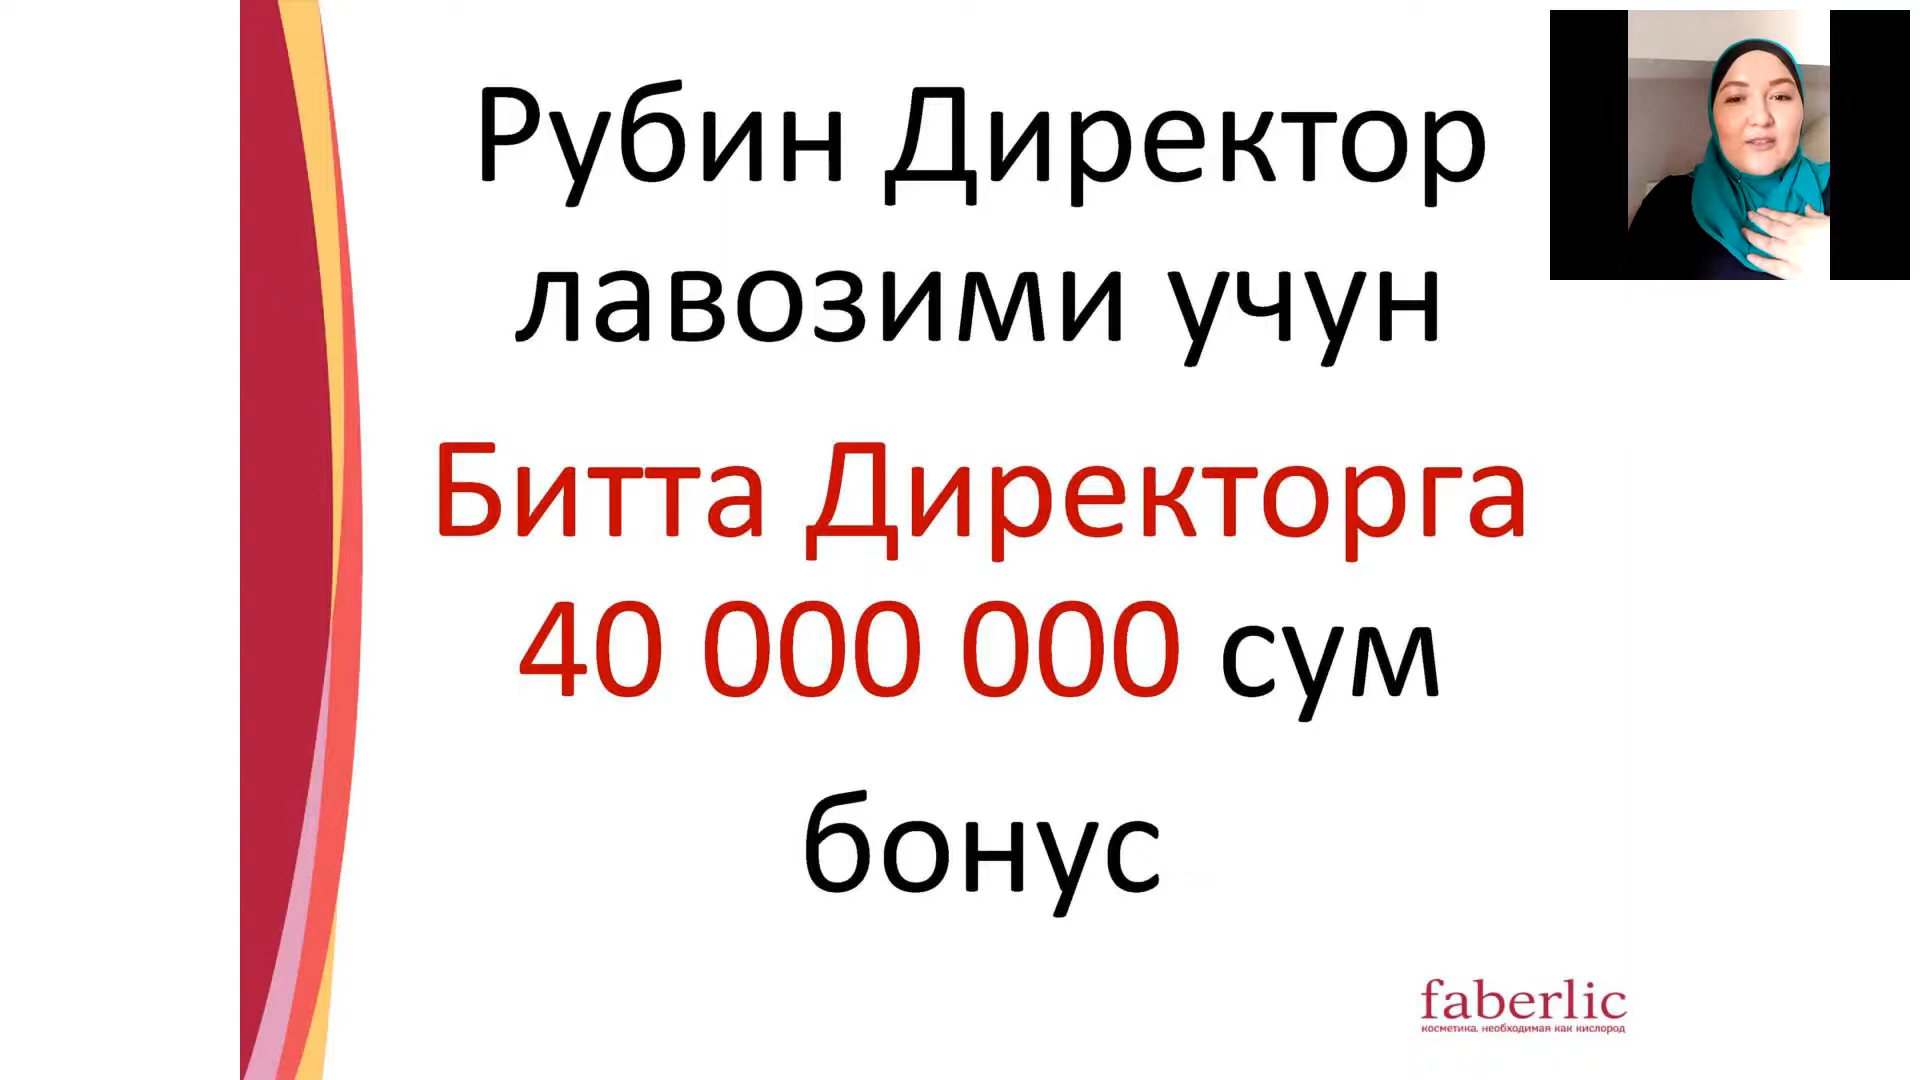 Рубин Директор
лавозими учун
Битта Директорга
40 000 000 сум
бонус
faberlic
косметика, необходимая как кислород